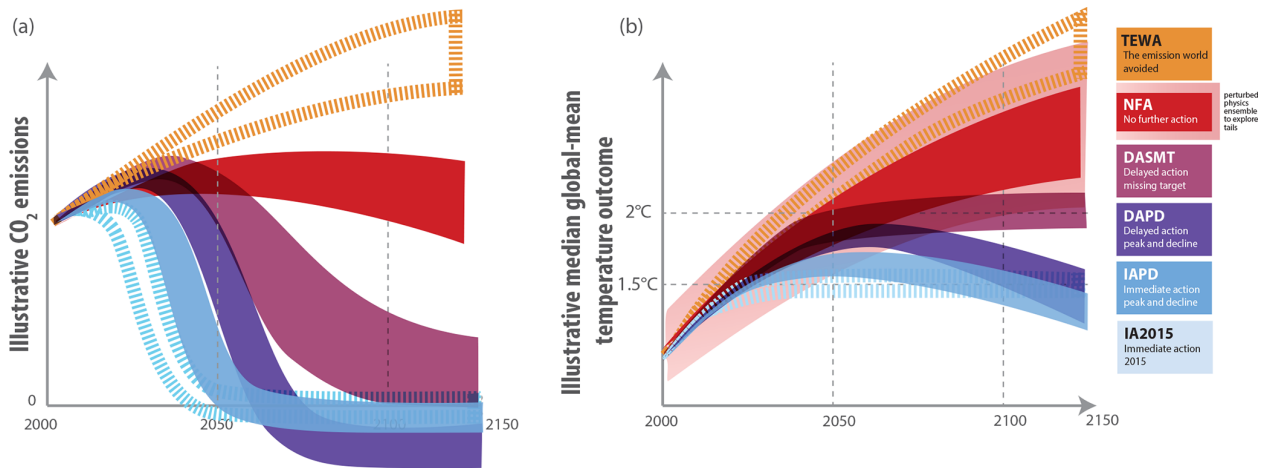 (a)
Illustrative CO2 emissions
0
2000
2050
2100
2150
(b)
Illustrative median global-mean
temperature outcome
2°C
1.5°C
2000
2050
2100
2150
TEWA
The emission world
avoided
NFA
No further action
perturbed
physics
ensemble
to explore
tails
DASMT
Delayed action
missing target
DAPD
Delayed action
peak and decline
IAPD
Immediate action
peak and decline
IA2015
Immediate action
2015